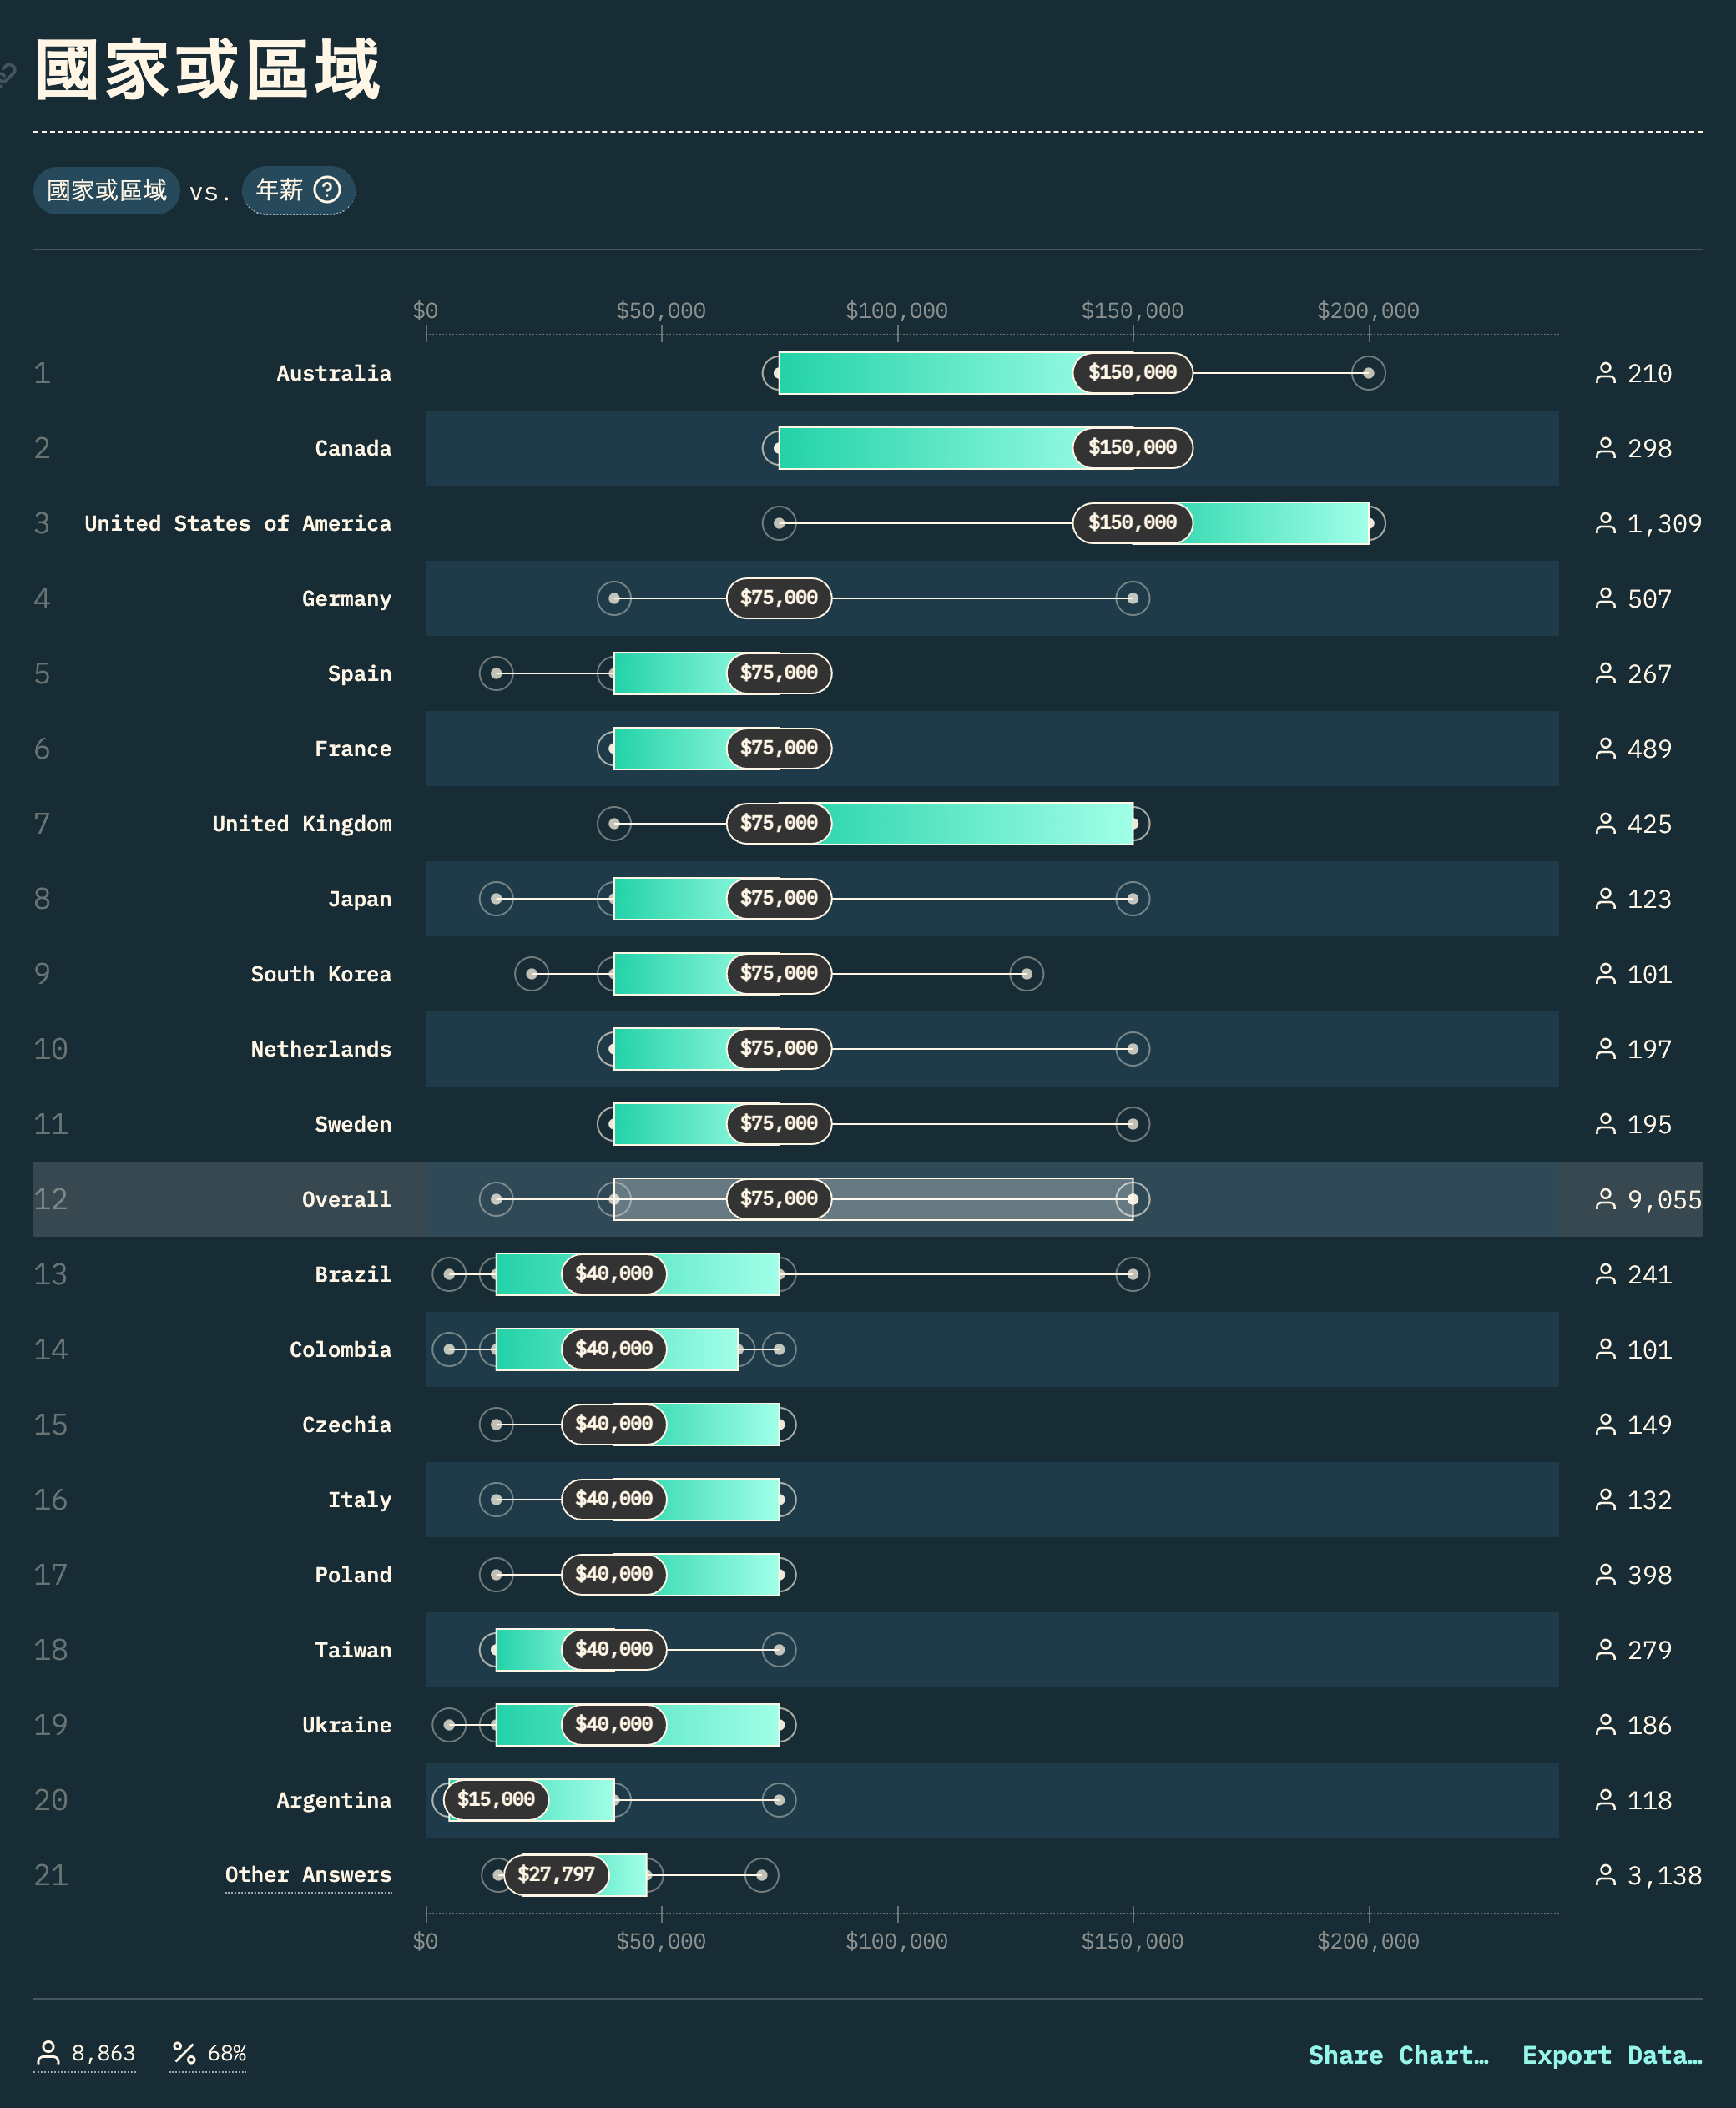 國家或區域
國家或區域 vs. 年薪 ?
$0 $50,000 $100,000 $150,000 $200,000
1 Australia $150,000 210
2 Canada $150,000 298
3 United States of America $150,000 1,309
4 Germany $75,000 507
5 Spain $75,000 267
6 France $75,000 489
7 United Kingdom $75,000 425
8 Japan $75,000 123
9 South Korea $75,000 101
10 Netherlands $75,000 197
11 Sweden $75,000 195
12 Overall $75,000 9,055
13 Brazil $40,000 241
14 Colombia $40,000 101
15 Czechia $40,000 149
16 Italy $40,000 132
17 Poland $40,000 398
18 Taiwan $40,000 279
19 Ukraine $40,000 186
20 Argentina $15,000 118
21 Other Answers $27,797 3,138
$0 $50,000 $100,000 $150,000 $200,000
8,863 % 68% Share Chart… Export Data…